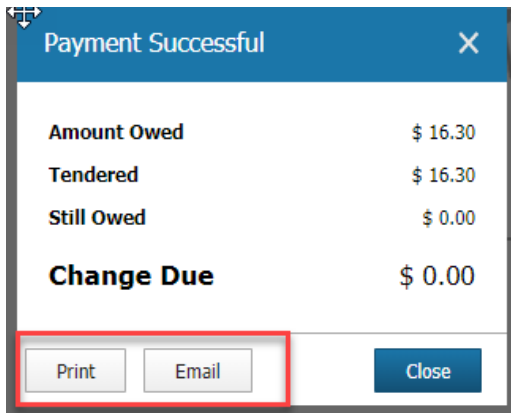 Payment Successful
Amount Owed $ 16.30
Tendered $ 16.30
Still Owed $ 0.00
Change Due $ 0.00
Print Email Close